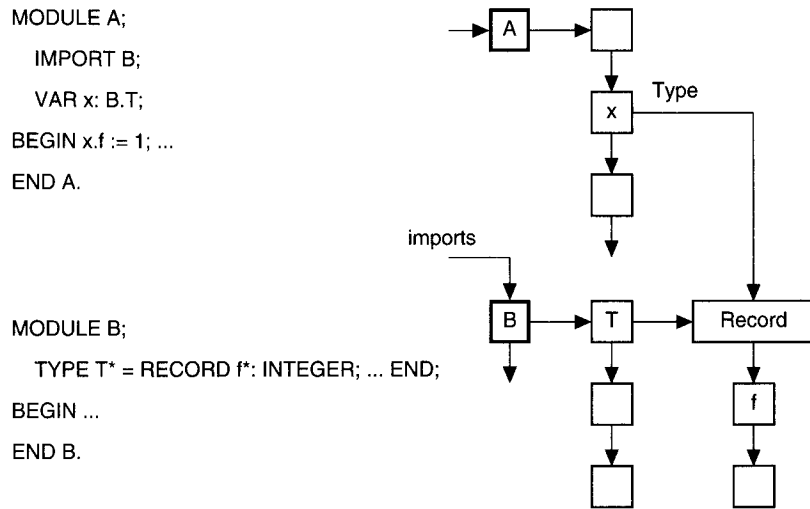 MODULE A;
IMPORT B;
VAR x: B.T;
BEGIN x.f := 1; ...
END A.
A
x
Type
imports
MODULE B;
TYPE T* = RECORD f*: INTEGER; ... END;
BEGIN ...
END B.
B
T
Record
f